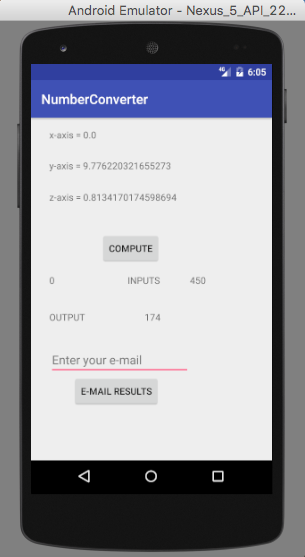 Android Emulator - Nexus_5_API_22...
4G 6:05
NumberConverter
x-axis = 0.0
y-axis = 9.776220321655273
z-axis = 0.8134170174598694
COMPUTE
0 INPUTS 450
OUTPUT 174
Enter your e-mail
E-MAIL RESULTS